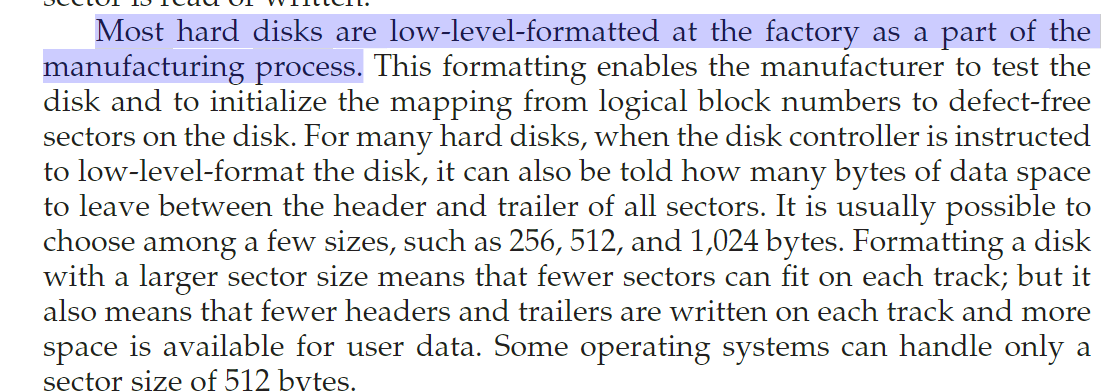 sector is read or written.
Most hard disks are low-level-formatted at the factory as a part of the
manufacturing process. This formatting enables the manufacturer to test the
disk and to initialize the mapping from logical block numbers to defect-free
sectors on the disk. For many hard disks, when the disk controller is instructed
to low-level-format the disk, it can also be told how many bytes of data space
to leave between the header and trailer of all sectors. It is usually possible to
choose among a few sizes, such as 256, 512, and 1,024 bytes. Formatting a disk
with a larger sector size means that fewer sectors can fit on each track; but it
also means that fewer headers and trailers are written on each track and more
space is available for user data. Some operating systems can handle only a
sector size of 512 bytes.